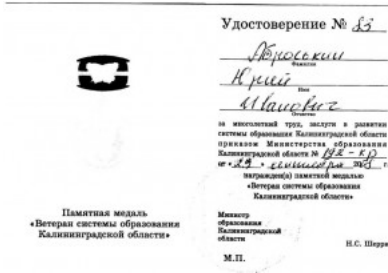 Памятная медаль
«Ветеран системы образования
Калининградской области»
Удостоверение № 83
Фамилия
Юрий
Имя
Иванович
Отчество
за многолетний труд, заслуги в развитии
системы образования Калининградской области
приказом Министерства образования
Калининградской области №
от « 29 » сентября
награжден(а) памятной медалью
«Ветеран системы образования
Калининградской области»
Министр
образования
Калининградской
области
Н.С. Шерри
М.П.